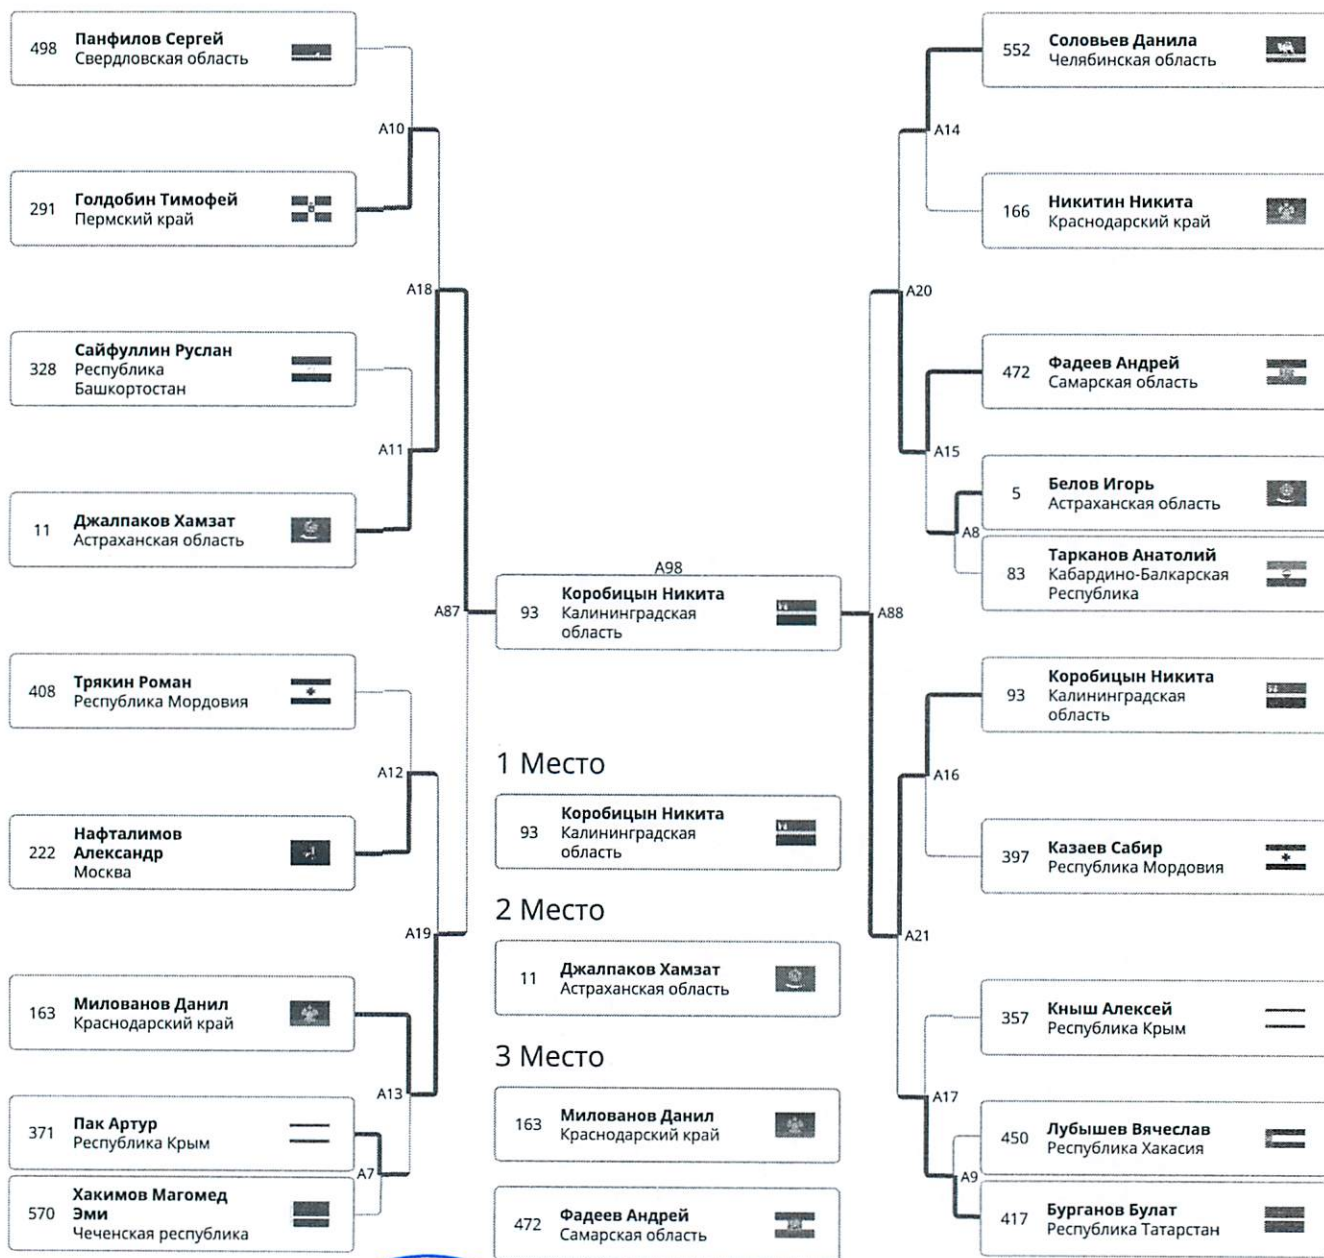 498
Панфилов Сергей
Свердловская область
A10
291
Голдобин Тимофей
Пермский край
A18
328
Сайфуллин Руслан
Республика
Башкортостан
A11
11
Джалпаков Хамзат
Астраханская область
A87
408
Трякин Роман
Республика Мордовия
A12
222
Нафталимов
Александр
Москва
A19
163
Милованов Данил
Краснодарский край
A13
371
Пак Артур
Республика Крым
A7
570
Хакимов Магомед
Эми
Чеченская республика
A98
93
Коробицын Никита
Калининградская
область
1 Место
93
Коробицын Никита
Калининградская
область
2 Место
11
Джалпаков Хамзат
Астраханская область
3 Место
163
Милованов Данил
Краснодарский край
472
Фадеев Андрей
Самарская область
552
Соловьев Данила
Челябинская область
A14
166
Никитин Никита
Краснодарский край
A20
472
Фадеев Андрей
Самарская область
A15
5
Белов Игорь
Астраханская область
A8
83
Тарканов Анатолий
Кабардино-Балкарская
Республика
A88
93
Коробицын Никита
Калининградская
область
A16
397
Казаев Сабир
Республика Мордовия
A21
357
Кныш Алексей
Республика Крым
A17
450
Лубышев Вячеслав
Республика Хакасия
A9
417
Бурганов Булат
Республика Татарстан